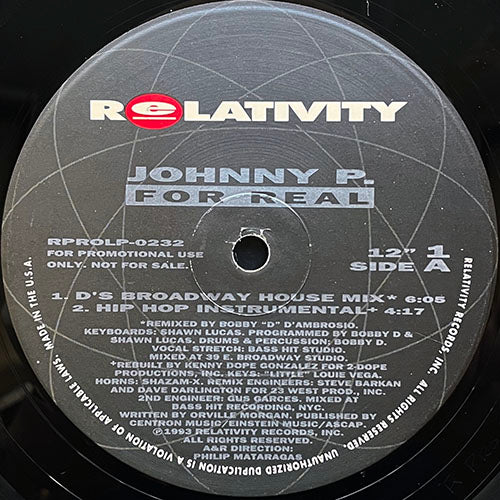 ReLATIVITY
JOHNNY P.
FOR REAL
RPROLP-0232
FOR PROMOTIONAL USE
ONLY. NOT FOR SALE.
12" 1
SIDE A
1. D'S BROADWAY HOUSE MIX* 6:05
2. HIP HOP INSTRUMENTAL+ 4:17
*REMIXED BY BOBBY "D" D'AMBROSIO.
KEYBOARDS: SHAWN LUCAS. PROGRAMMED BY BOBBY D &
SHAWN LUCAS. DRUMS & PERCUSSION: BOBBY D.
VOCAL STRETCH: BASS HIT STUDIO.
MIXED AT 39 E. BROADWAY STUDIO.
+REBUILT BY KENNY DOPE GONZALEZ FOR 2-DOPE
PRODUCTIONS, INC. KEYS: "LITTLE" LOUIE VEGA.
HORNS: SHAZAM-X. REMIX ENGINEERS: STEVE BARKAN
AND DAVE DARLINGTON FOR 23 WEST PROD., INC.
2ND ENGINEER: GUS GARCES. MIXED AT
BASS HIT RECORDING, NYC.
WRITTEN BY ORVILLE MORGAN. PUBLISHED BY
CENTRON MUSIC/EINSTEIN MUSIC/ASCAP.
℗1993 RELATIVITY RECORDS, INC.
ALL RIGHTS RESERVED.
A&R DIRECTION:
PHILIP MATARAGAS
RELATIVITY RECORDS, INC. ALL RIGHTS RESERVED. UNAUTHORIZED DUPLICATION IS A VIOLATION OF APPLICABLE LAWS. MADE IN THE U.S.A.